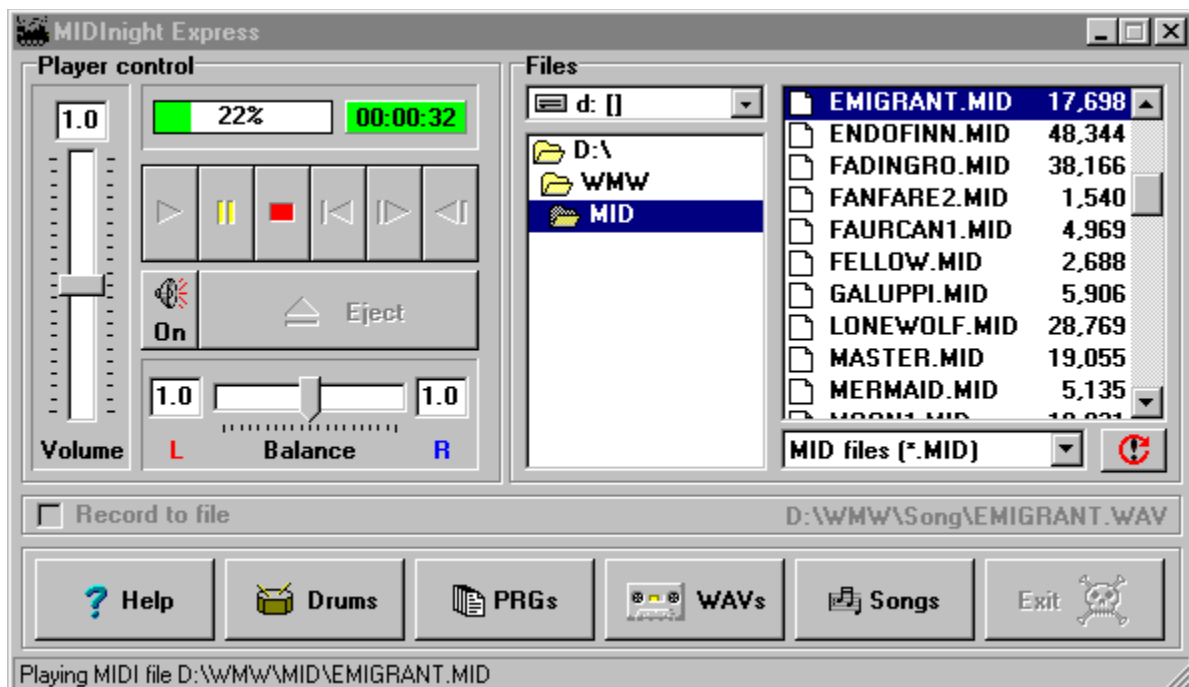 MIDInight Express
Player control
1.0
22%
00:00:32
On
Eject
1.0
1.0
Volume
L
Balance
R
Files
d: []
D:\
WMW
MID
EMIGRANT.MID 17,698
ENDOFINN.MID 48,344
FADINGRO.MID 38,166
FANFARE2.MID 1,540
FAURCAN1.MID 4,969
FELLOW.MID 2,688
GALUPPI.MID 5,906
LONEWOLF.MID 28,769
MASTER.MID 19,055
MERMAID.MID 5,135
MID files (*.MID)
Record to file
D:\WMW\Song\EMIGRANT.WAV
Help
Drums
PRGs
WAVs
Songs
Exit
Playing MIDI file D:\WMW\MID\EMIGRANT.MID